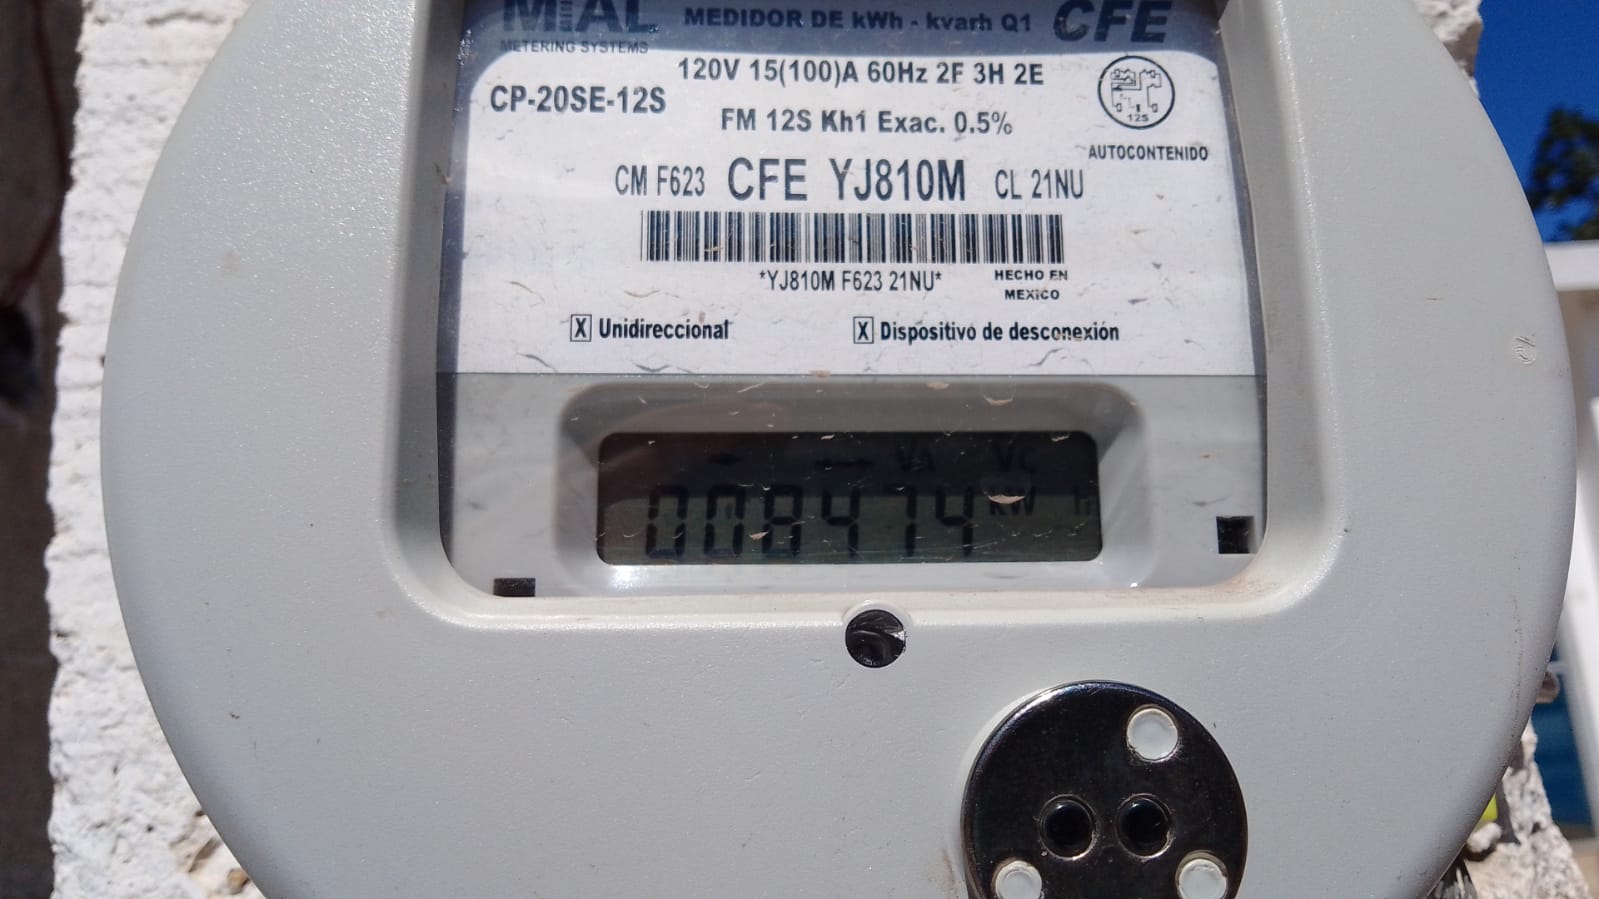 MIAL MEDIDOR DE kWh - kvarh Q1 CFE
METERING SYSTEMS
120V 15(100)A 60Hz 2F 3H 2E
CP-20SE-12S
FM 12S Kh1 Exac. 0.5%
12S
AUTOCONTENIDO
CM F623 CFE YJ810M CL 21NU
*YJ810M F623 21NU*
HECHO EN
MEXICO
X Unidireccional X Dispositivo de desconexión
VA VC
008474 kW h